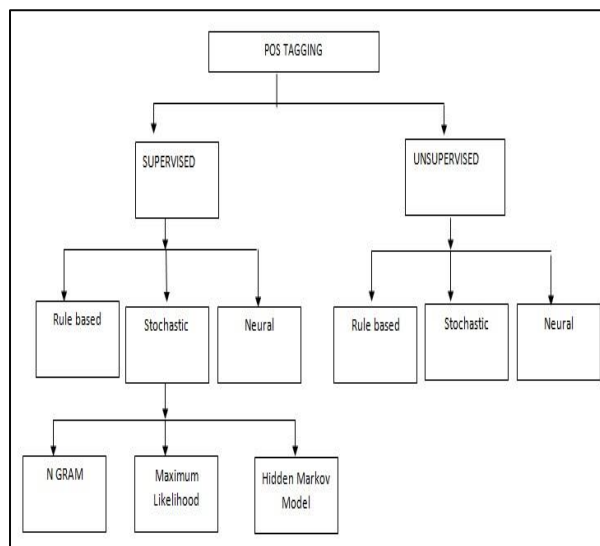 POS TAGGING
SUPERVISED
UNSUPERVISED
Rule based
Stochastic
Neural
Rule based
Stochastic
Neural
N GRAM
Maximum
Likelihood
Hidden Markov
Model